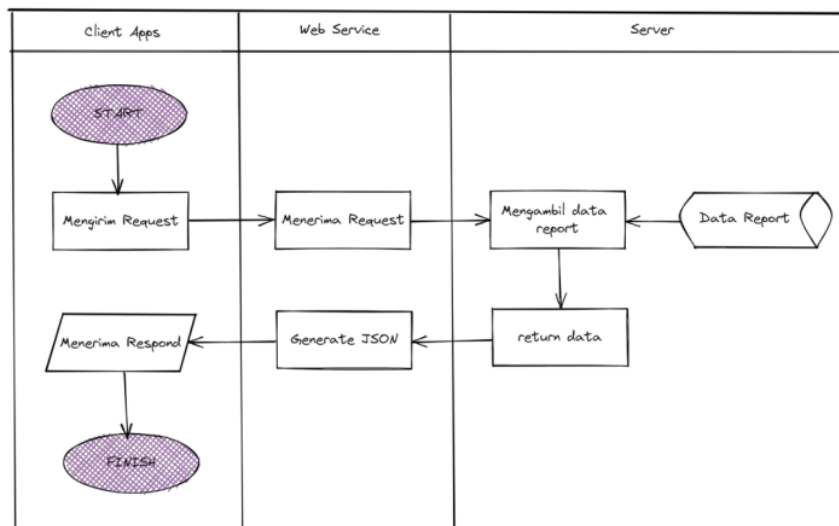 Client Apps
Web Service
Server
START
Mengirim Request
Menerima Request
Mengambil data
report
Data Report
Menerima Respond
Generate JSON
return data
FINISH